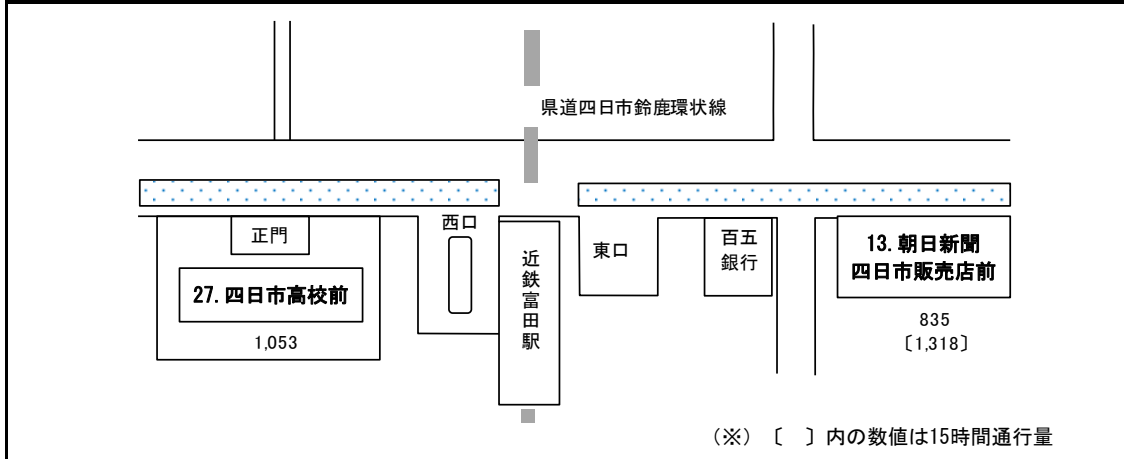 県道四日市鈴鹿環状線
正門
27. 四日市高校前
1,053
西口
近鉄富田駅
東口
百五
銀行
13. 朝日新聞
四日市販売店前
835
〔1,318〕
（※）〔　〕内の数値は15時間通行量